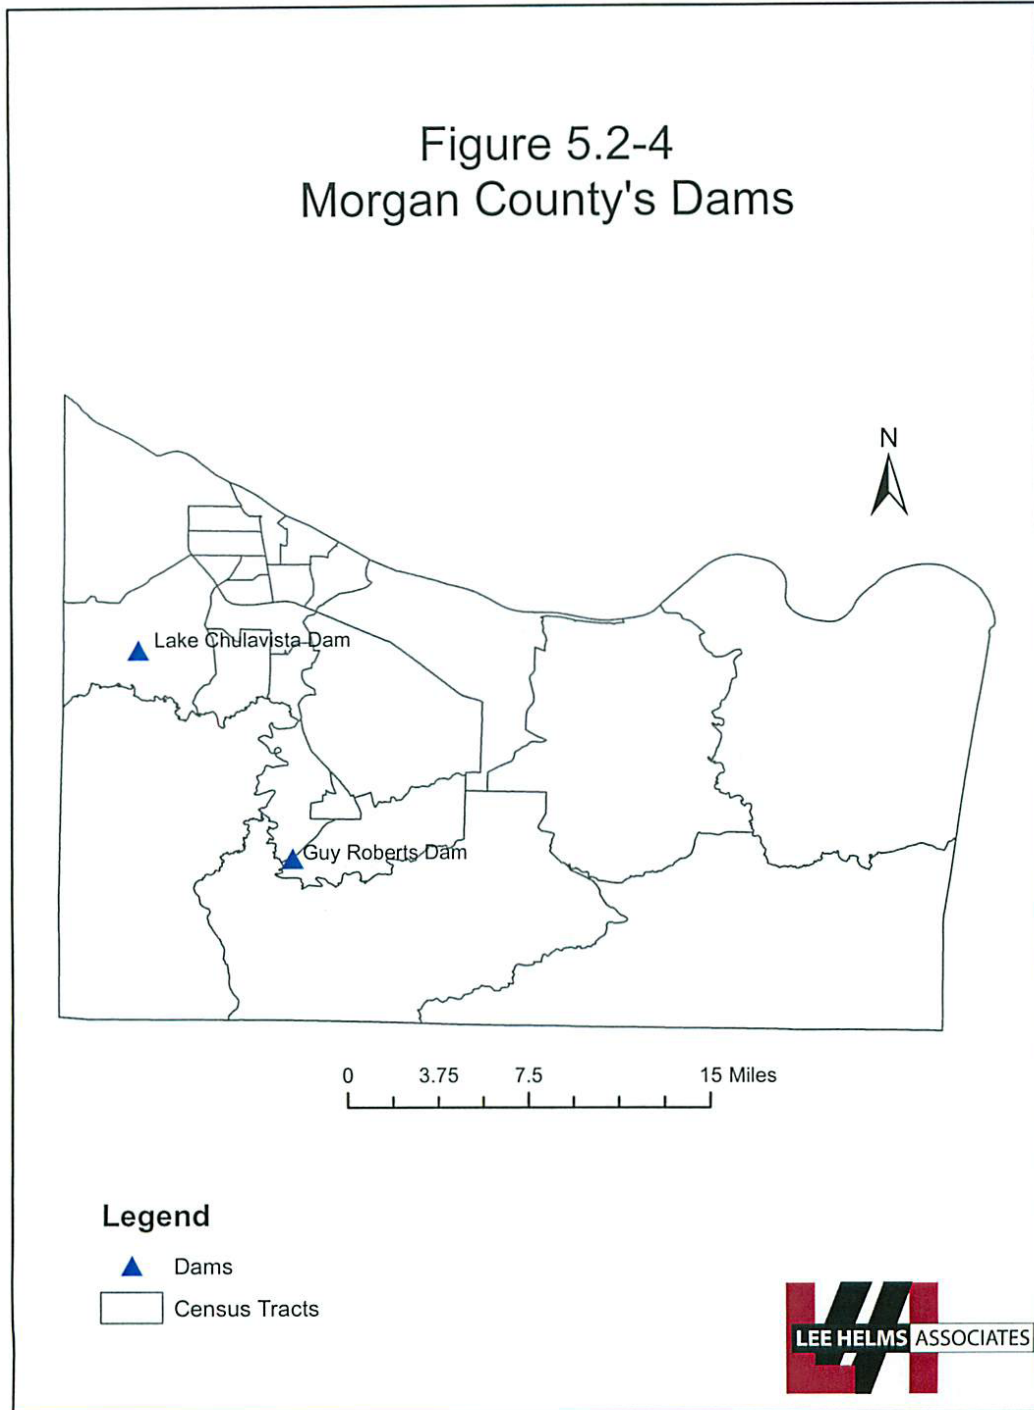 Figure 5.2-4
Morgan County's Dams
N
Lake Chulavista Dam
Guy Roberts Dam
0 3.75 7.5 15 Miles
Legend
Dams
Census Tracts
LEE HELMS ASSOCIATES